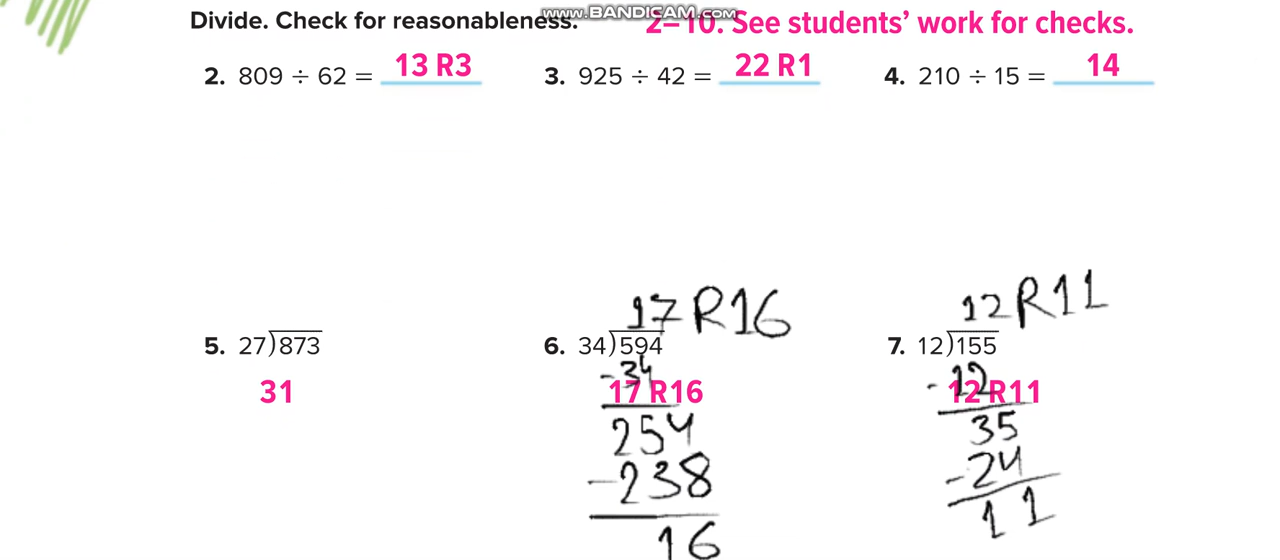 Divide. Check for reasonableness. 2–10. See students' work for checks.
www.BANDICAM.com
2. 809 ÷ 62 = 13 R3
3. 925 ÷ 42 = 22 R1
4. 210 ÷ 15 = 14
5. 27)873
31
17 R16
6. 34)594
-34
17 R16
254
-238
16
12 R11
7. 12)155
-12
12 R11
35
-24
11